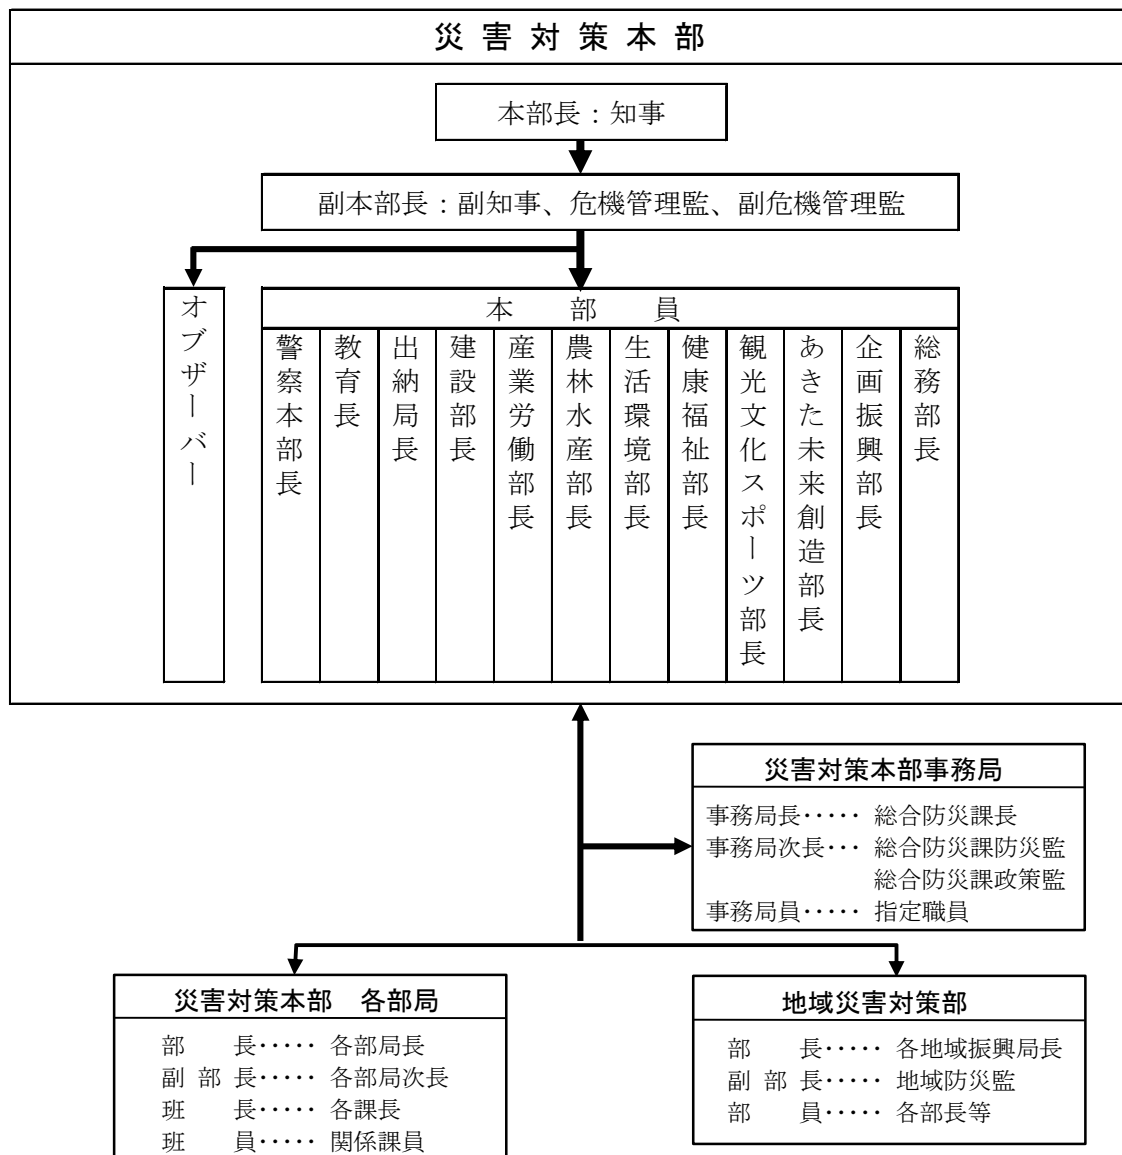 災害対策本部
本部長：知事
副本部長：副知事、危機管理監、副危機管理監
オブザーバー
本部員
警察本部長
教育長
出納局長
建設部長
産業労働部長
農林水産部長
生活環境部長
健康福祉部長
観光文化スポーツ部長
あきた未来創造部長
企画振興部長
総務部長
災害対策本部事務局
事務局長・・・・・ 総合防災課長
事務局次長・・・ 総合防災課防災監
総合防災課政策監
事務局員・・・・・ 指定職員
災害対策本部　各部局
部　　長・・・・・ 各部局長
副 部 長・・・・・ 各部局次長
班　　長・・・・・ 各課長
班　　員・・・・・ 関係課員
地域災害対策部
部　　長・・・・・ 各地域振興局長
副 部 長・・・・・ 地域防災監
部　　員・・・・・ 各部長等